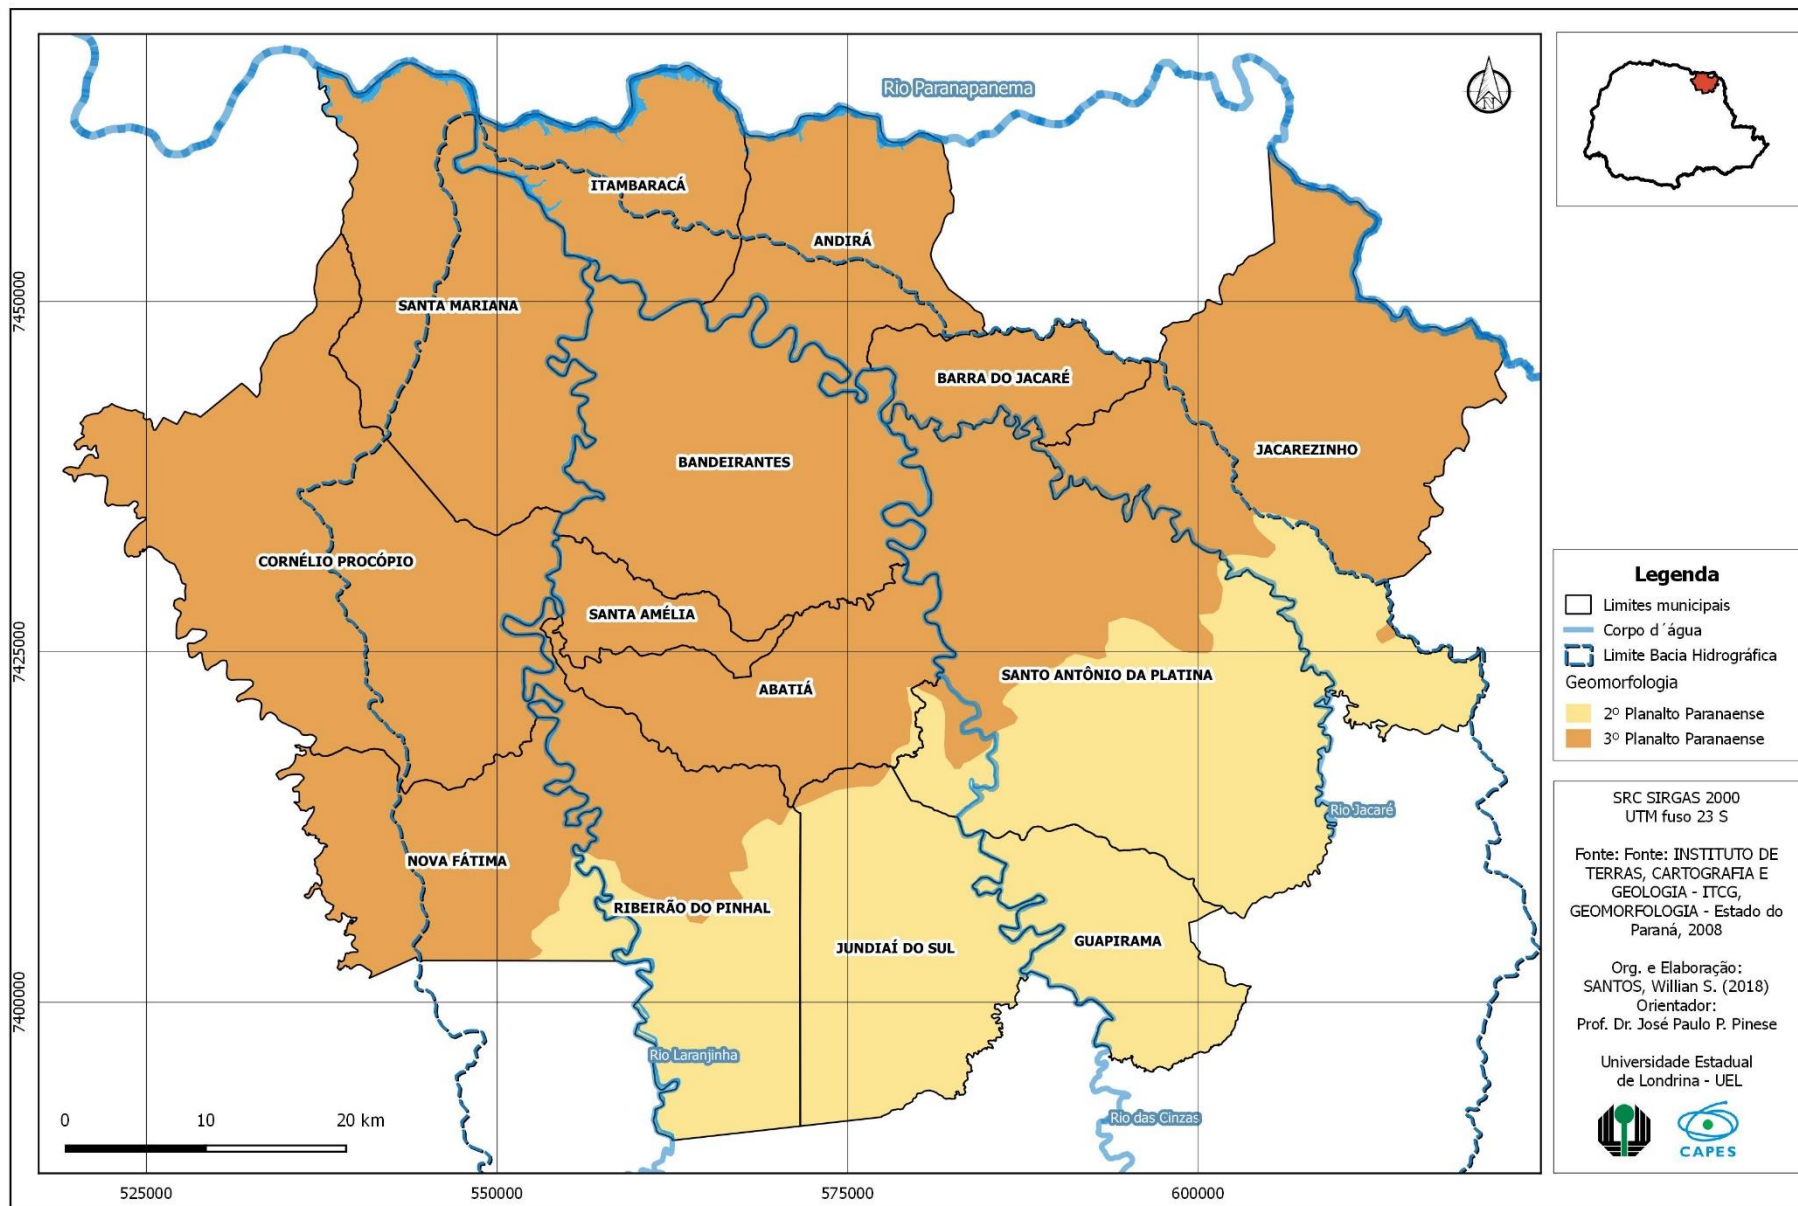 Rio Paranapanema
ITAMBARACÁ
ANDIRÁ
SANTA MARIANA
BARRA DO JACARÉ
BANDEIRANTES
JACAREZINHO
CORNÉLIO PROCÓPIO
SANTA AMÉLIA
SANTO ANTÔNIO DA PLATINA
ABATIÁ
Rio Jacaré
NOVA FÁTIMA
RIBEIRÃO DO PINHAL
JUNDIAÍ DO SUL
GUAPIRAMA
Rio Laranjinha
Rio das Cinzas
0 10 20 km
7450000
7425000
7400000
525000 550000 575000 600000
Legenda
Limites municipais
Corpo d´água
Limite Bacia Hidrográfica
Geomorfologia
2º Planalto Paranaense
3º Planalto Paranaense
SRC SIRGAS 2000
UTM fuso 23 S
Fonte: Fonte: INSTITUTO DE
TERRAS, CARTOGRAFIA E
GEOLOGIA - ITCG,
GEOMORFOLOGIA - Estado do
Paraná, 2008
Org. e Elaboração:
SANTOS, Willian S. (2018)
Orientador:
Prof. Dr. José Paulo P. Pinese
Universidade Estadual
de Londrina - UEL
CAPES